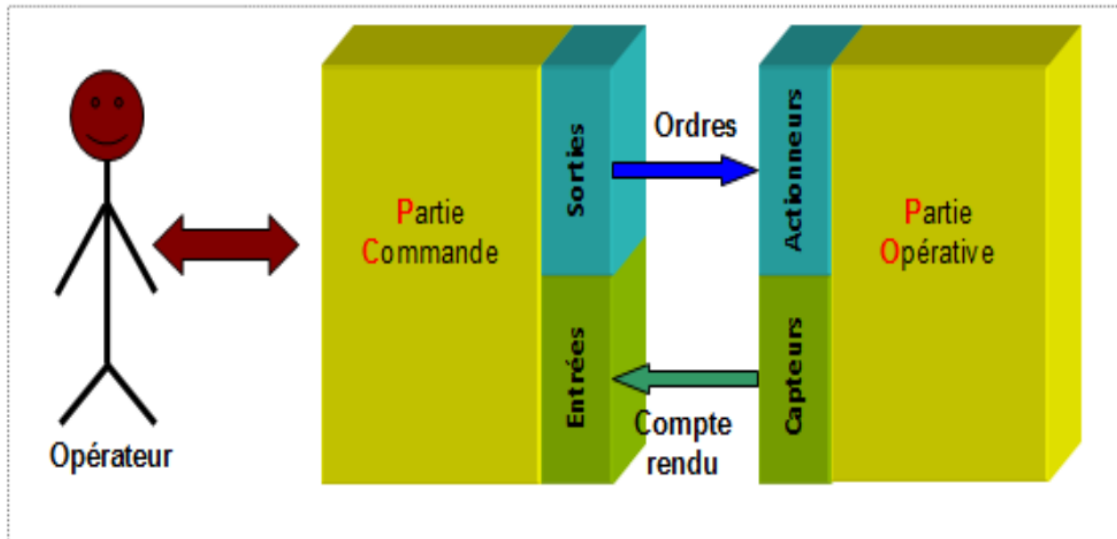 Opérateur
Partie
Commande
Sorties
Entrées
Ordres
Compte
rendu
Actionneurs
Capteurs
Partie
Opérative